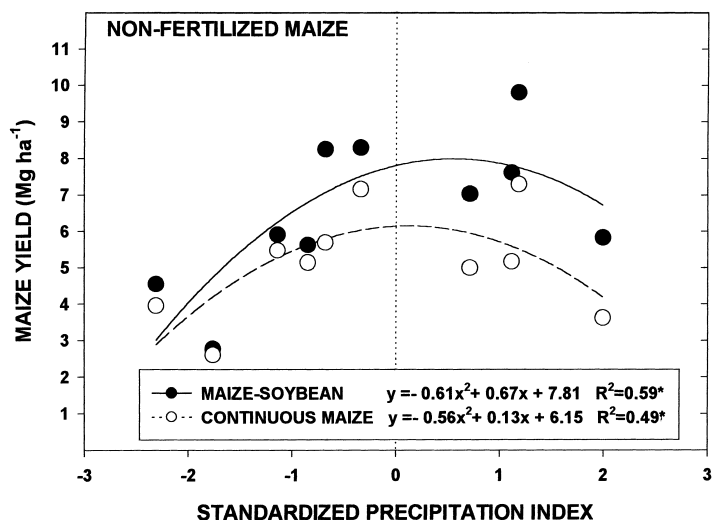 NON-FERTILIZED MAIZE
11
10
9
8
7
6
5
4
3
2
1
MAIZE YIELD (Mg ha⁻¹)
MAIZE-SOYBEAN y =- 0.61x²+ 0.67x + 7.81 R²=0.59*
CONTINUOUS MAIZE y =- 0.56x²+ 0.13x + 6.15 R²=0.49*
-3 -2 -1 0 1 2 3
STANDARDIZED PRECIPITATION INDEX